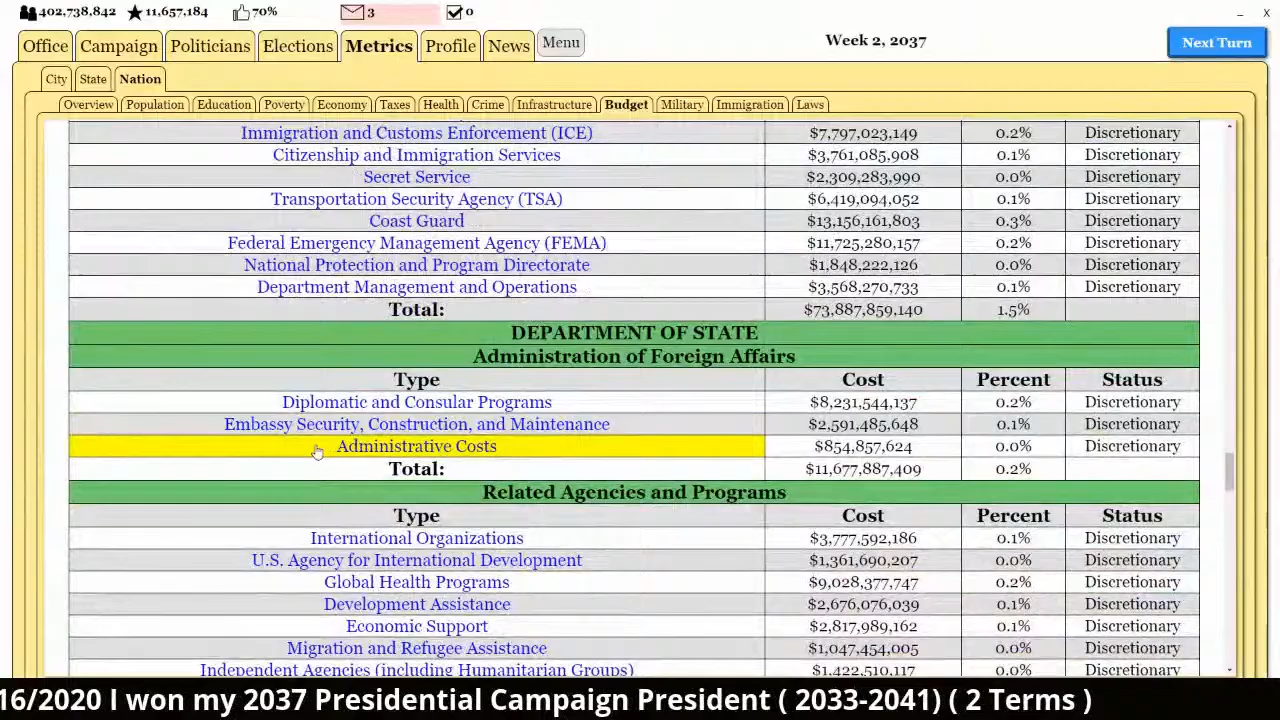 402,738,842 11,657,184 70% 3 0 _ X
Office Campaign Politicians Elections Metrics Profile News Menu Week 2, 2037 Next Turn
City State Nation
Overview Population Education Poverty Economy Taxes Health Crime Infrastructure Budget Military Immigration Laws
Immigration and Customs Enforcement (ICE) $7,797,023,149 0.2% Discretionary
Citizenship and Immigration Services $3,761,085,908 0.1% Discretionary
Secret Service $2,309,283,990 0.0% Discretionary
Transportation Security Agency (TSA) $6,419,094,052 0.1% Discretionary
Coast Guard $13,156,161,803 0.3% Discretionary
Federal Emergency Management Agency (FEMA) $11,725,280,157 0.2% Discretionary
National Protection and Program Directorate $1,848,222,126 0.0% Discretionary
Department Management and Operations $3,568,270,733 0.1% Discretionary
Total: $73,887,859,140 1.5%
DEPARTMENT OF STATE
Administration of Foreign Affairs
Type Cost Percent Status
Diplomatic and Consular Programs $8,231,544,137 0.2% Discretionary
Embassy Security, Construction, and Maintenance $2,591,485,648 0.1% Discretionary
Administrative Costs $854,857,624 0.0% Discretionary
Total: $11,677,887,409 0.2%
Related Agencies and Programs
Type Cost Percent Status
International Organizations $3,777,592,186 0.1% Discretionary
U.S. Agency for International Development $1,361,690,207 0.0% Discretionary
Global Health Programs $9,028,377,747 0.2% Discretionary
Development Assistance $2,676,076,039 0.1% Discretionary
Economic Support $2,817,989,162 0.1% Discretionary
Migration and Refugee Assistance $1,047,454,005 0.0% Discretionary
Independent Agencies (including Humanitarian Groups) $1,422,510,117 0.0% Discretionary
16/2020 I won my 2037 Presidential Campaign President ( 2033-2041) ( 2 Terms )